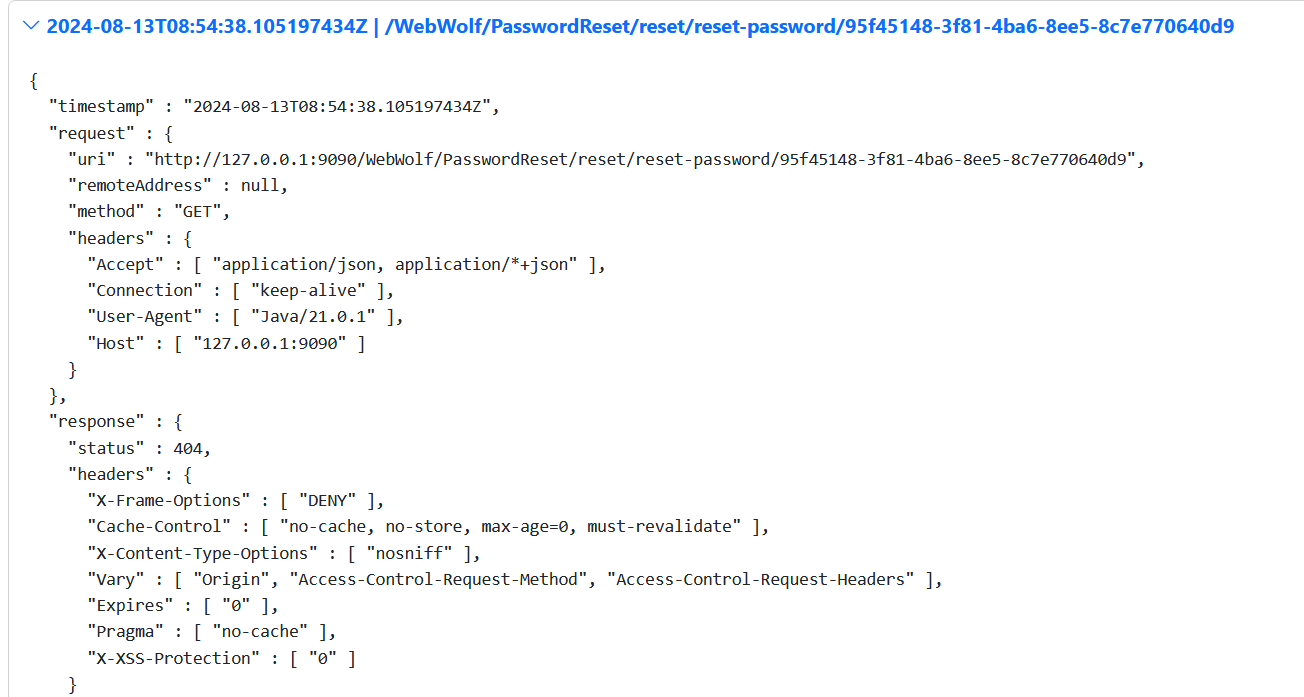 2024-08-13T08:54:38.105197434Z | /WebWolf/PasswordReset/reset/reset-password/95f45148-3f81-4ba6-8ee5-8c7e770640d9
{
  "timestamp" : "2024-08-13T08:54:38.105197434Z",
  "request" : {
    "uri" : "http://127.0.0.1:9090/WebWolf/PasswordReset/reset/reset-password/95f45148-3f81-4ba6-8ee5-8c7e770640d9",
    "remoteAddress" : null,
    "method" : "GET",
    "headers" : {
      "Accept" : [ "application/json, application/*+json" ],
      "Connection" : [ "keep-alive" ],
      "User-Agent" : [ "Java/21.0.1" ],
      "Host" : [ "127.0.0.1:9090" ]
    }
  },
  "response" : {
    "status" : 404,
    "headers" : {
      "X-Frame-Options" : [ "DENY" ],
      "Cache-Control" : [ "no-cache, no-store, max-age=0, must-revalidate" ],
      "X-Content-Type-Options" : [ "nosniff" ],
      "Vary" : [ "Origin", "Access-Control-Request-Method", "Access-Control-Request-Headers" ],
      "Expires" : [ "0" ],
      "Pragma" : [ "no-cache" ],
      "X-XSS-Protection" : [ "0" ]
    }